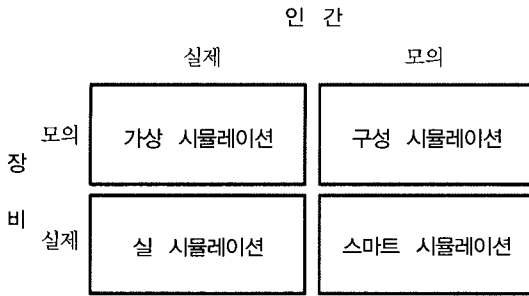 인 간
실제 모의
모의 가상 시뮬레이션 구성 시뮬레이션
장
비
실제 실 시뮬레이션 스마트 시뮬레이션